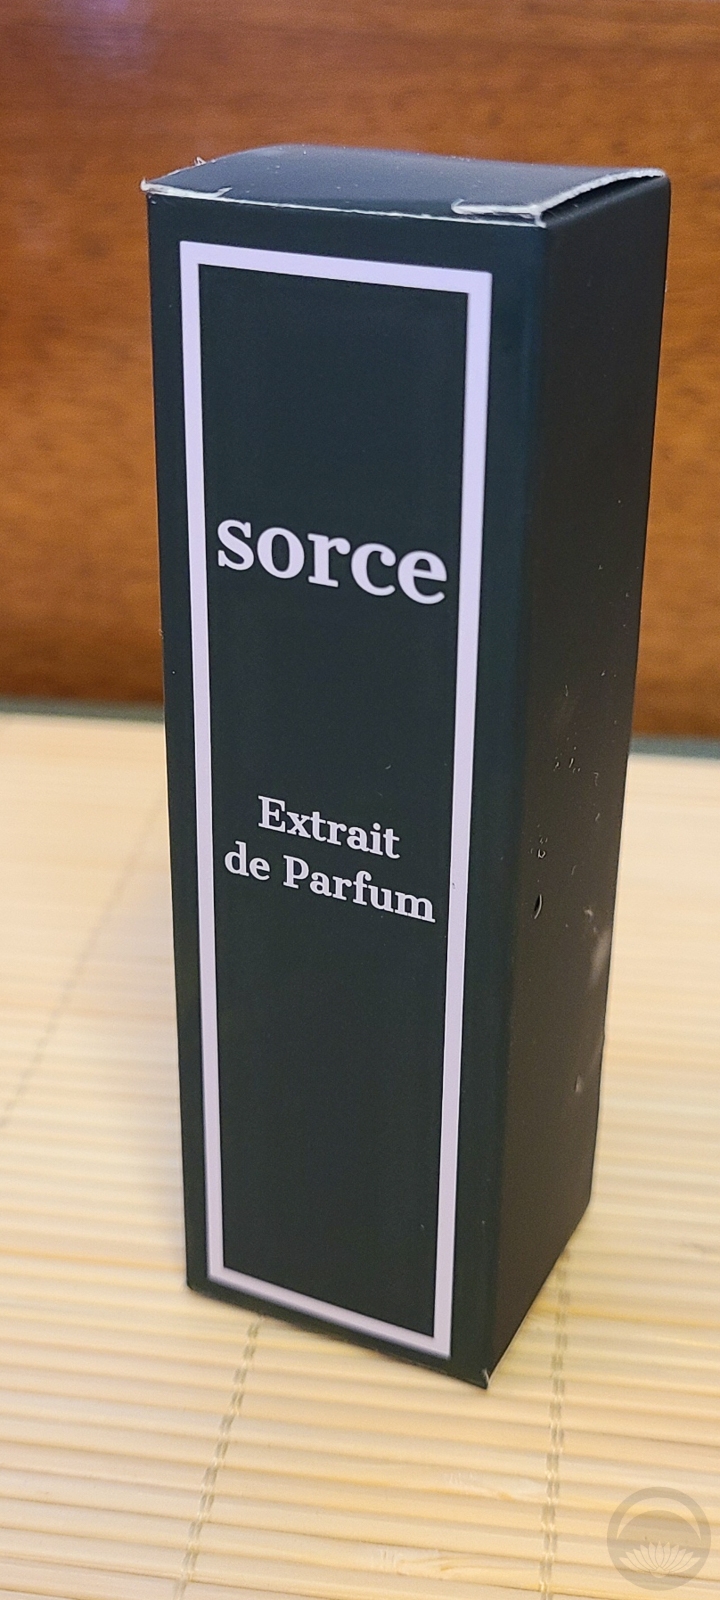 sorce
Extrait
de Parfum